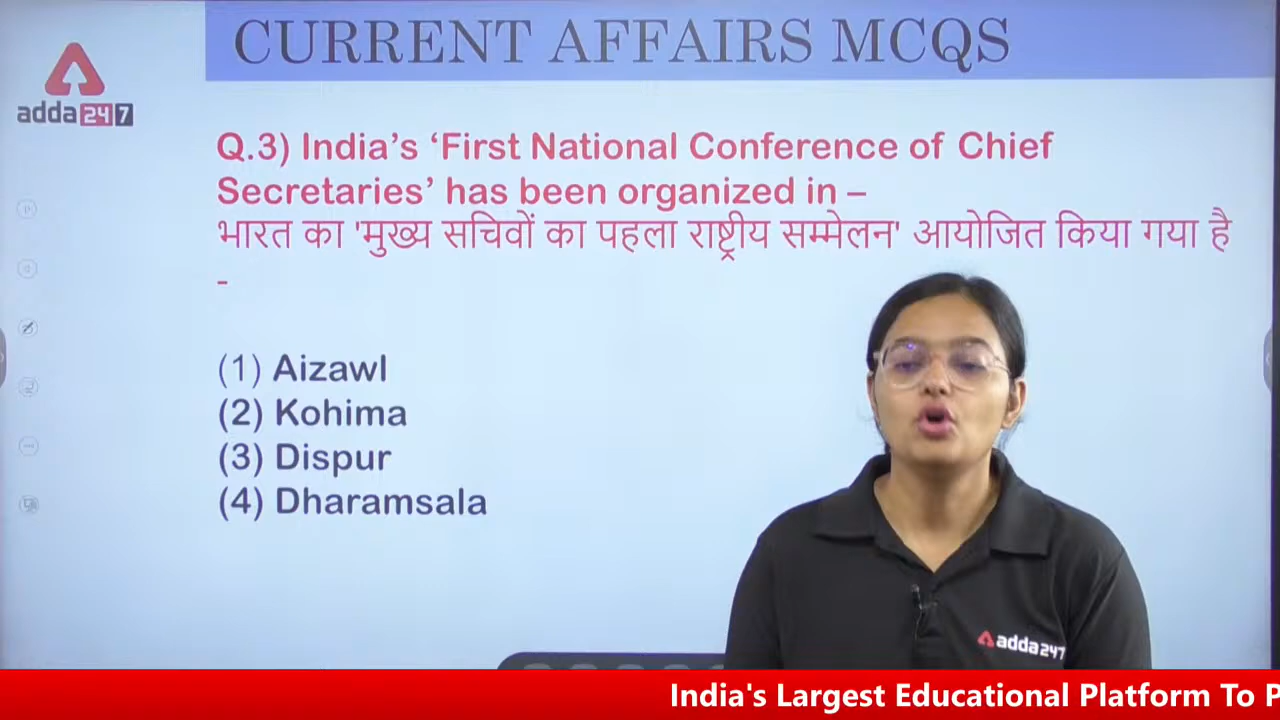 CURRENT AFFAIRS MCQS
adda247
Q.3) India’s ‘First National Conference of Chief
Secretaries’ has been organized in –
भारत का 'मुख्य सचिवों का पहला राष्ट्रीय सम्मेलन' आयोजित किया गया है
-
(1) Aizawl
(2) Kohima
(3) Dispur
(4) Dharamsala
adda247
India's Largest Educational Platform To P